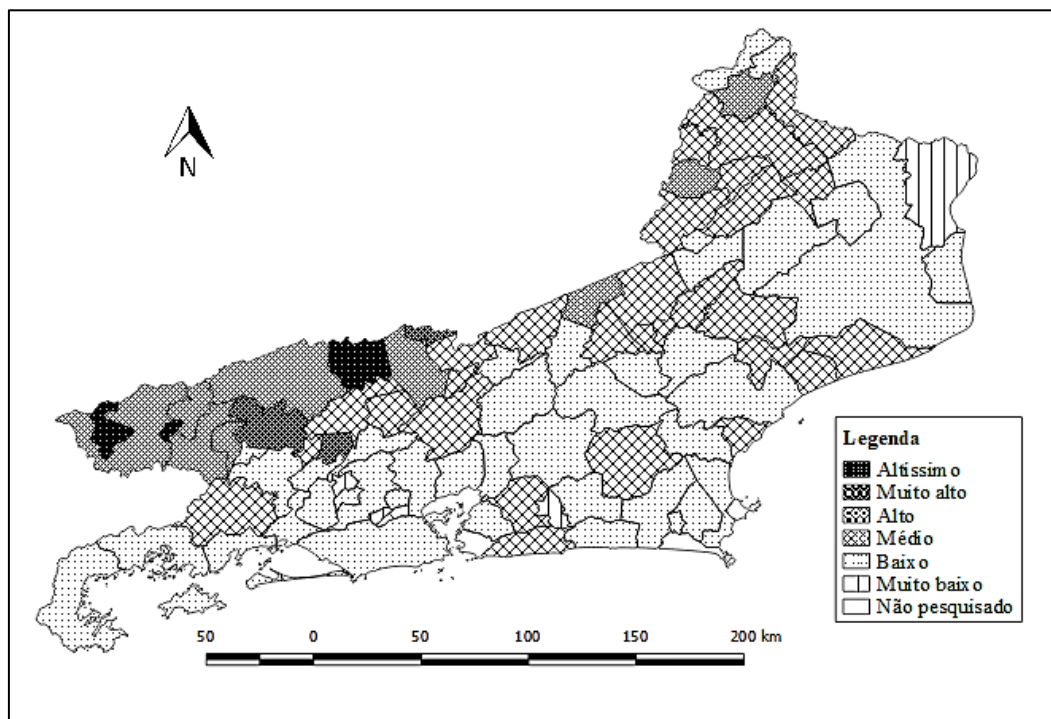 N
Legenda
Altíssimo
Muito alto
Alto
Médio
Baixo
Muito baixo
Não pesquisado
50 0 50 100 150 200 km